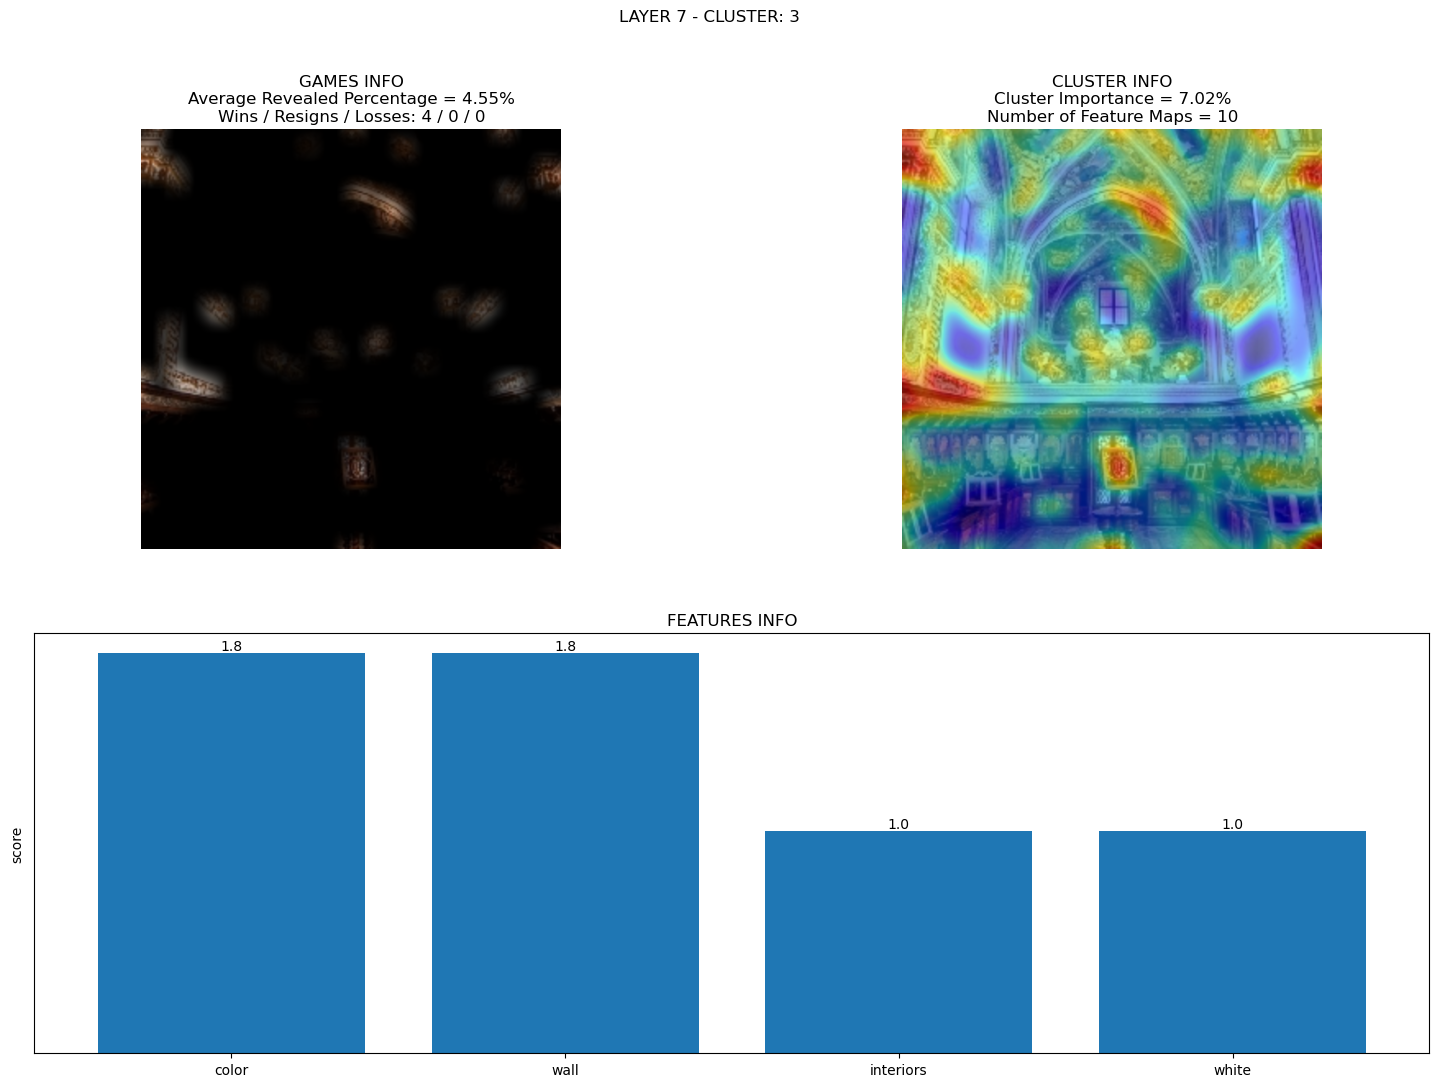 LAYER 7 - CLUSTER: 3
GAMES INFO
Average Revealed Percentage = 4.55%
Wins / Resigns / Losses: 4 / 0 / 0
CLUSTER INFO
Cluster Importance = 7.02%
Number of Feature Maps = 10
FEATURES INFO
score
1.8
1.8
1.0
1.0
color
wall
interiors
white